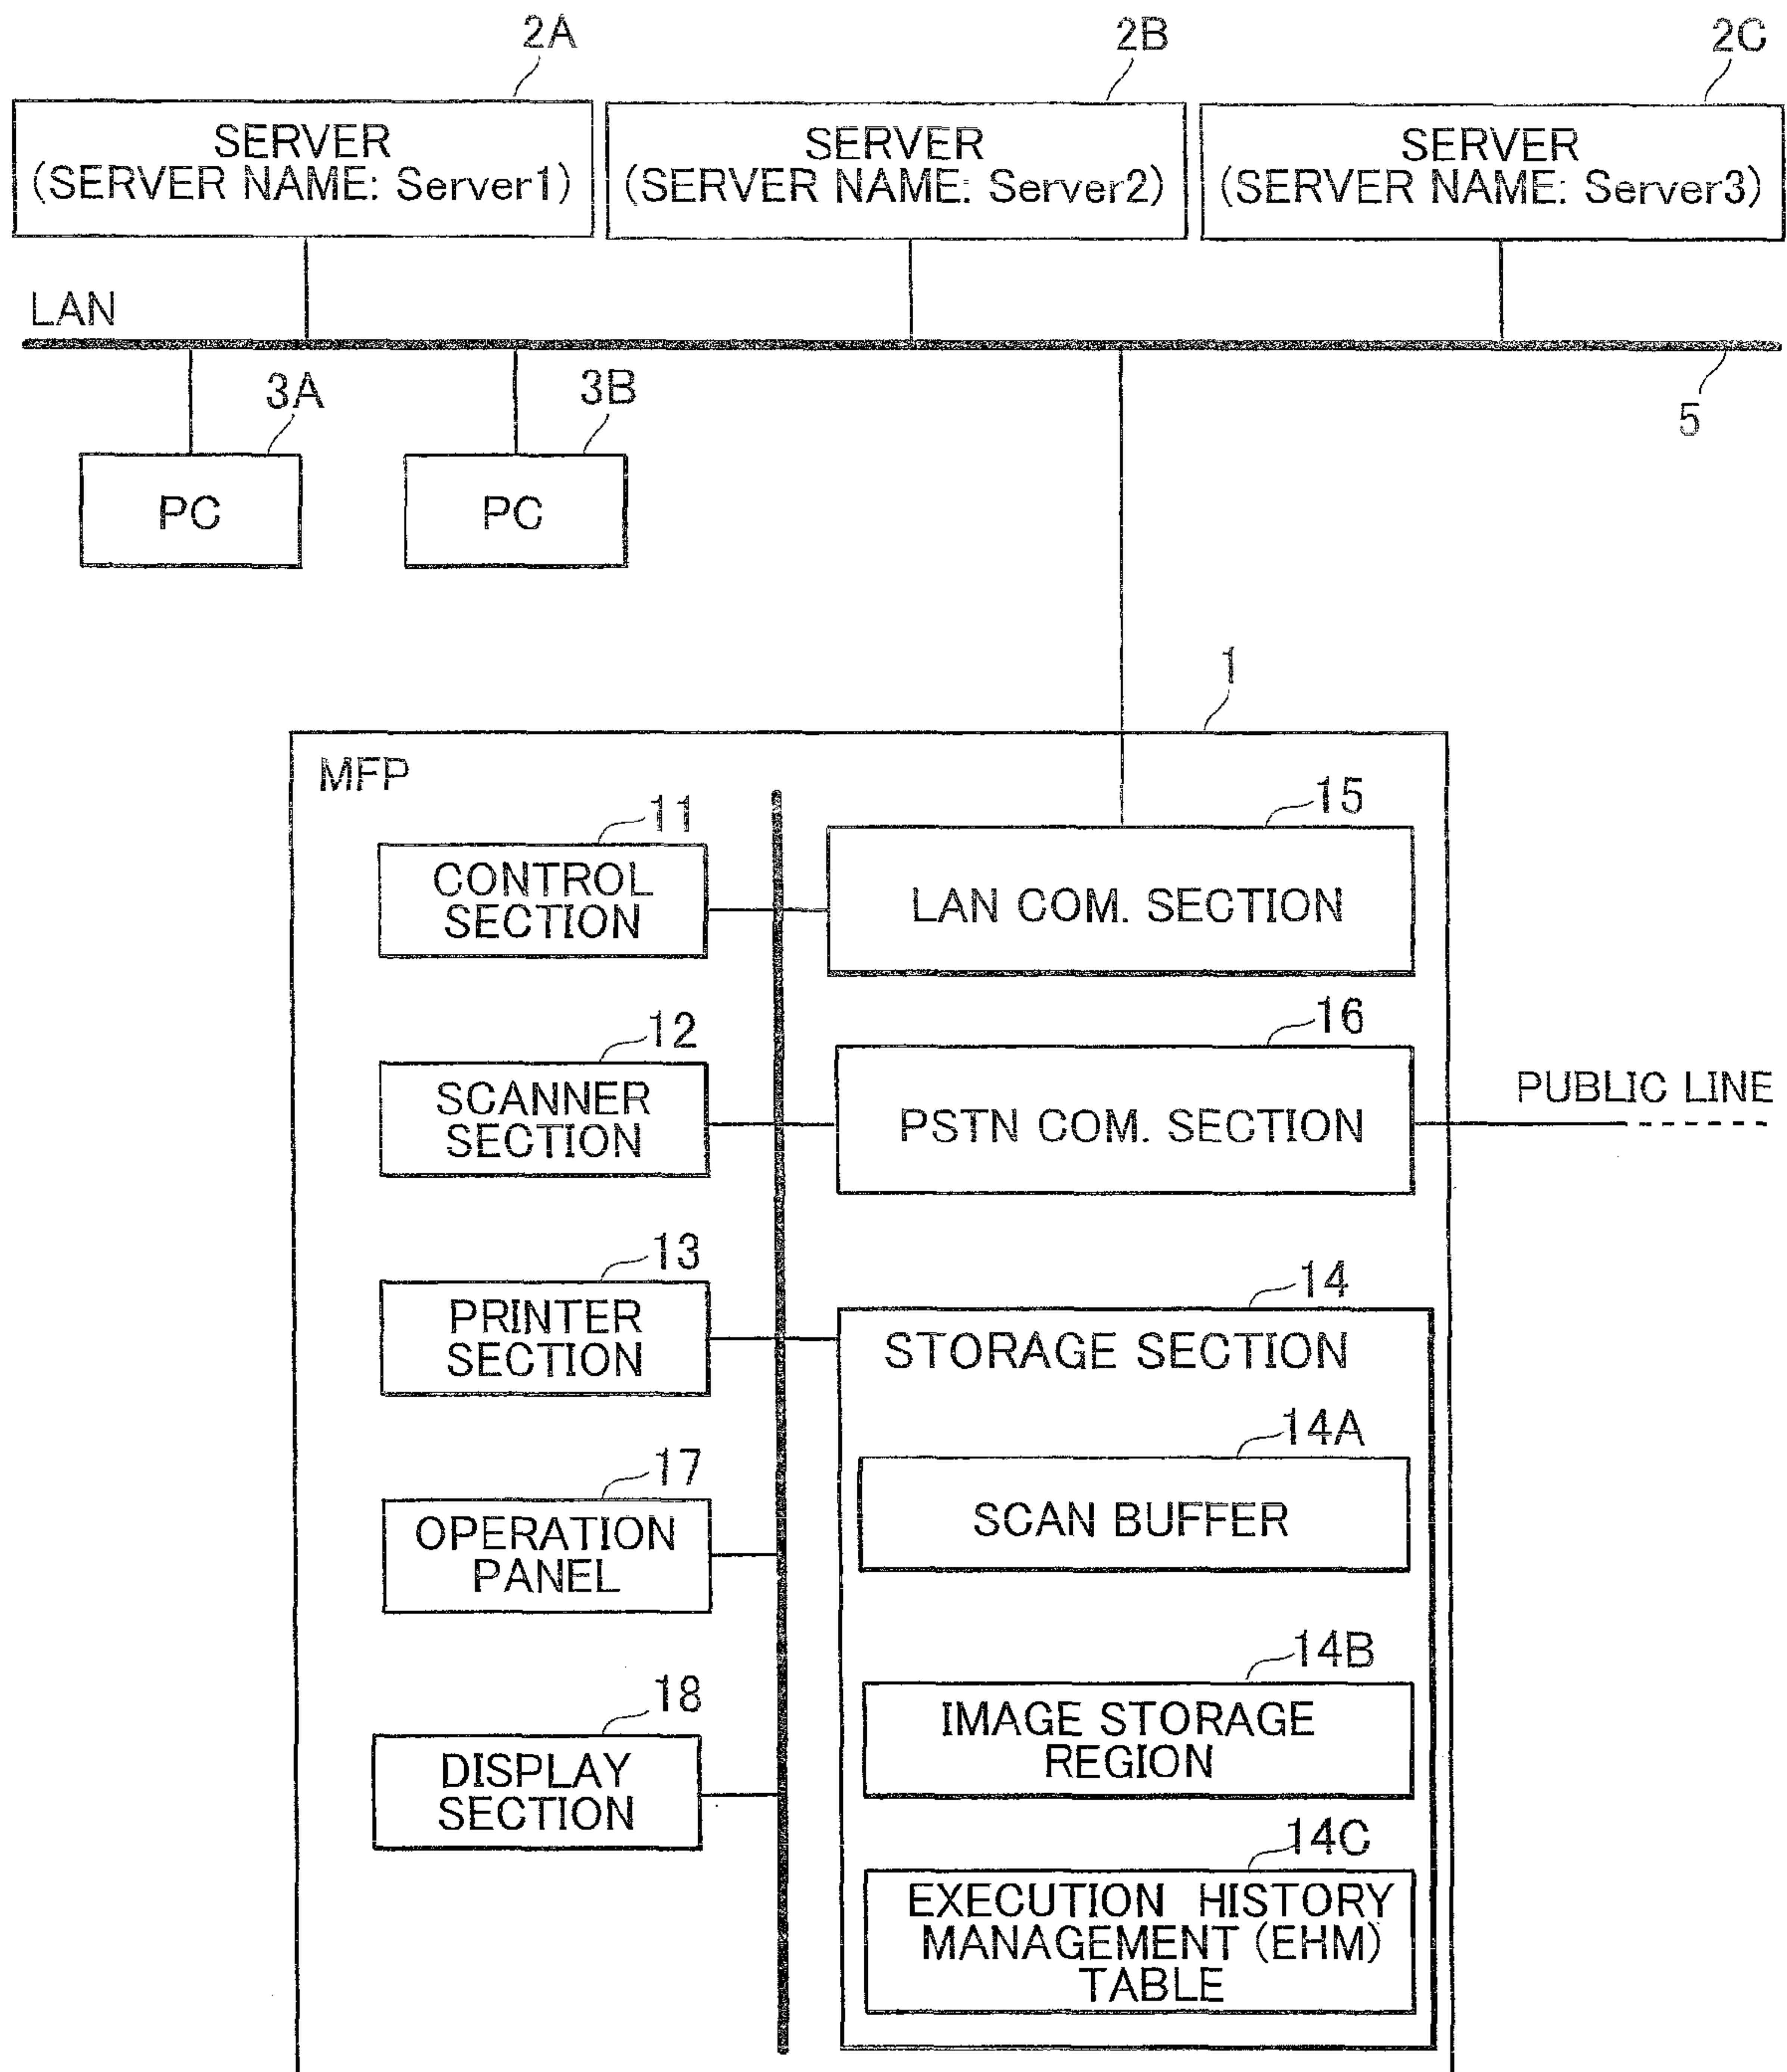 2A
2B
2C
SERVER
(SERVER NAME: Server1)
SERVER
(SERVER NAME: Server2)
SERVER
(SERVER NAME: Server3)
LAN
5
3A
3B
PC
PC
1
MFP
11
CONTROL
SECTION
15
LAN COM. SECTION
12
SCANNER
SECTION
16
PSTN COM. SECTION
PUBLIC LINE
13
PRINTER
SECTION
14
STORAGE SECTION
14A
SCAN BUFFER
17
OPERATION
PANEL
14B
IMAGE STORAGE
REGION
18
DISPLAY
SECTION
14C
EXECUTION HISTORY
MANAGEMENT (EHM)
TABLE